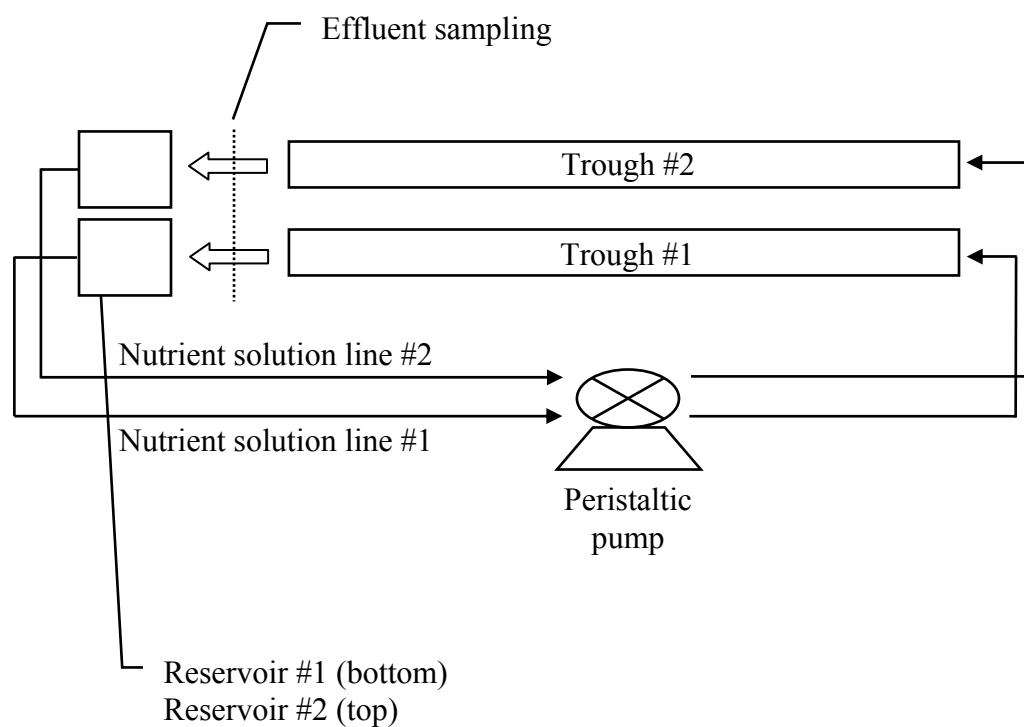 Effluent sampling
Trough #2
Trough #1
Nutrient solution line #2
Nutrient solution line #1
Peristaltic
pump
Reservoir #1 (bottom)
Reservoir #2 (top)